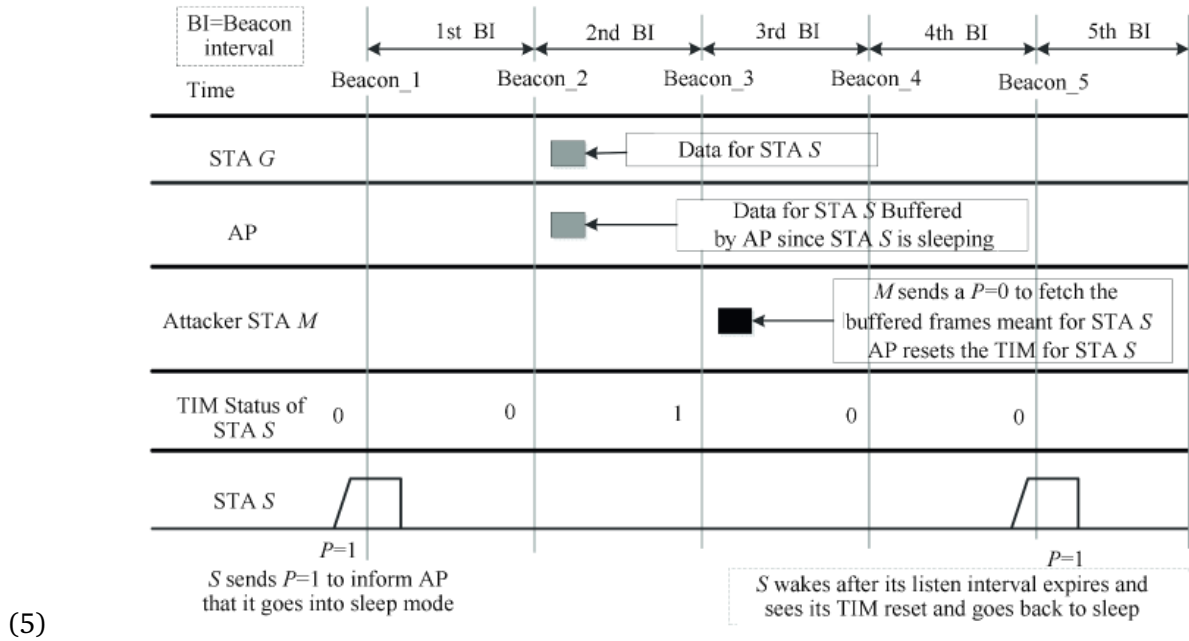 BI=Beacon
interval
1st BI
2nd BI
3rd BI
4th BI
5th BI
Time
Beacon_1
Beacon_2
Beacon_3
Beacon_4
Beacon_5
STA G
Data for STA S
AP
Data for STA S Buffered
by AP since STA S is sleeping
Attacker STA M
M sends a P=0 to fetch the
buffered frames meant for STA S
AP resets the TIM for STA S
TIM Status of
STA S
0
0
1
0
0
STA S
P=1
P=1
S sends P=1 to inform AP
that it goes into sleep mode
S wakes after its listen interval expires and
sees its TIM reset and goes back to sleep
(5)